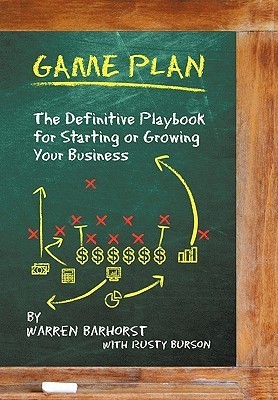 GAME PLAN
The Definitive Playbook
for Starting or Growing
Your Business
$ $ $ $ $ $ $
BY
WARREN BARHORST
WITH RUSTY BURSON